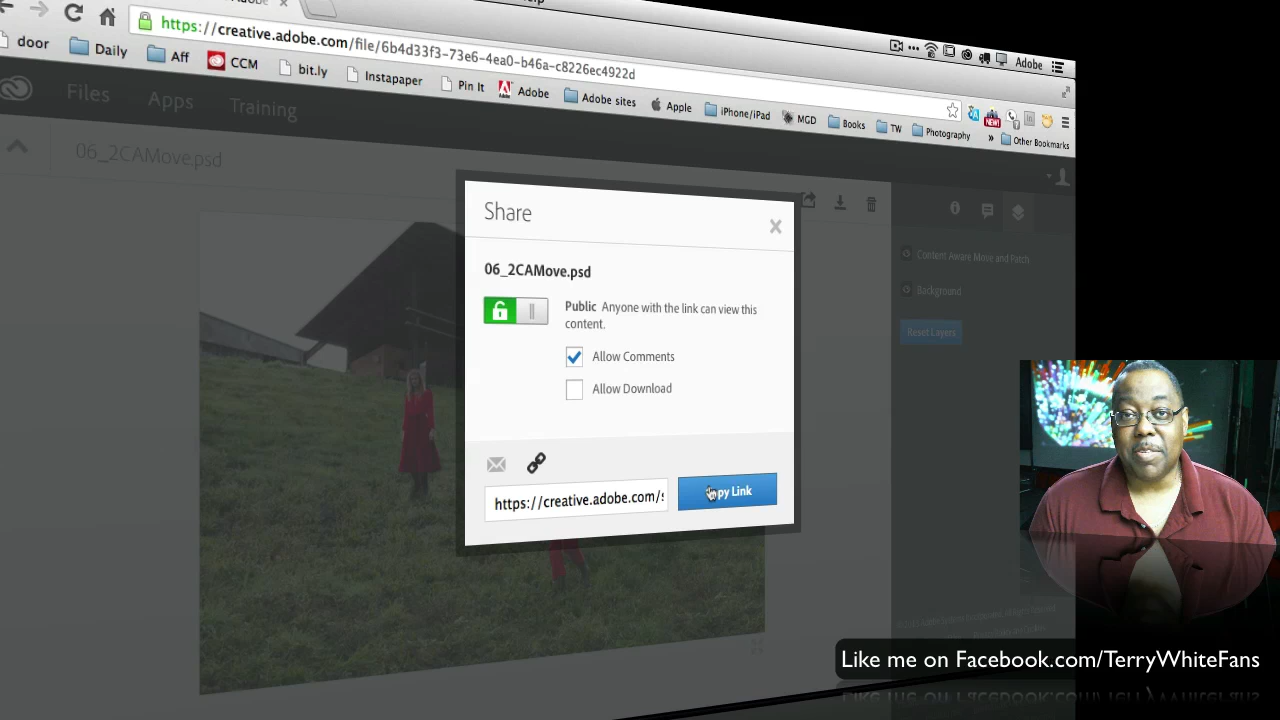 Adobe
https://creative.adobe.com/file/6b4d33f3-73e6-4ea0-b46a-c8226ec4922d
door Daily Aff CCM bit.ly Instapaper Pin It Adobe Adobe sites Apple iPhone/iPad MGD Books TW Photography » Other Bookmarks
NEW!
Files Apps Training
06_2CAMove.psd
Share
06_2CAMove.psd
Public Anyone with the link can view this
content.
Allow Comments
Allow Download
https://creative.adobe.com/
py Link
Content Aware Move and Patch
Background
Reset Layers
Like me on Facebook.com/TerryWhiteFans